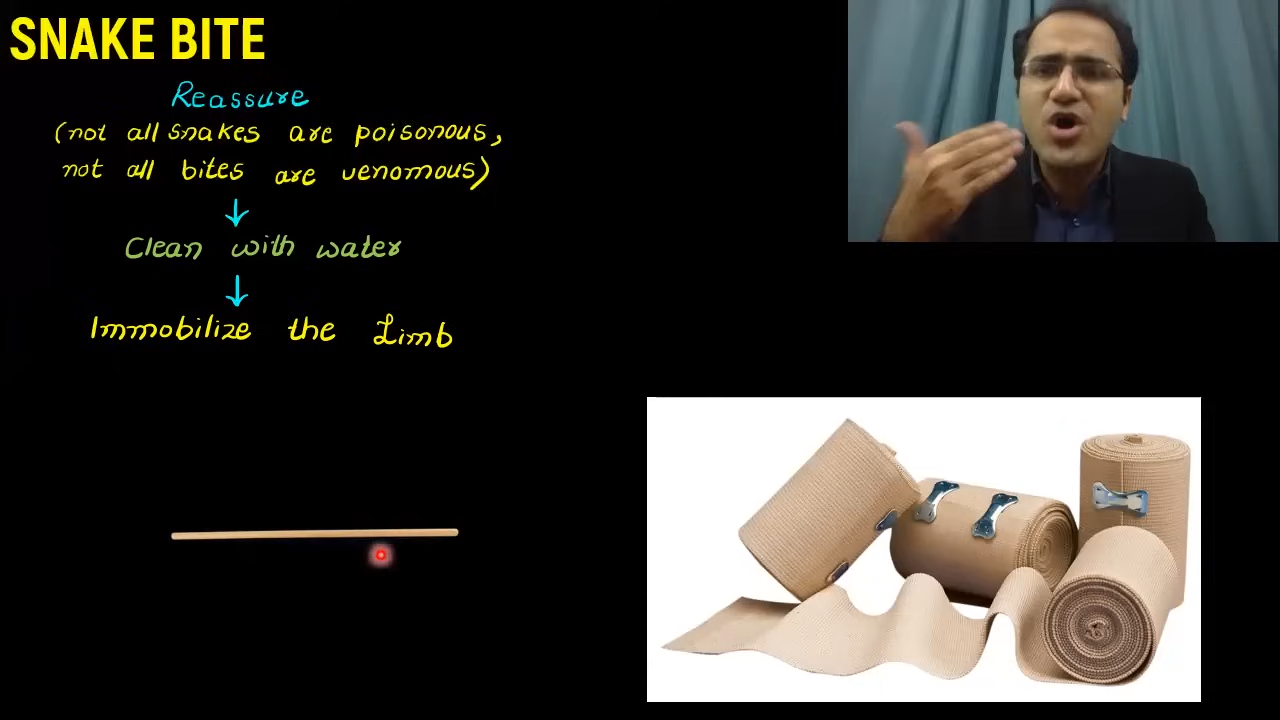 SNAKE BITE
Reassure
(not all snakes are poisonous,
not all bites are venomous)
Clean with water
Immobilize the Limb